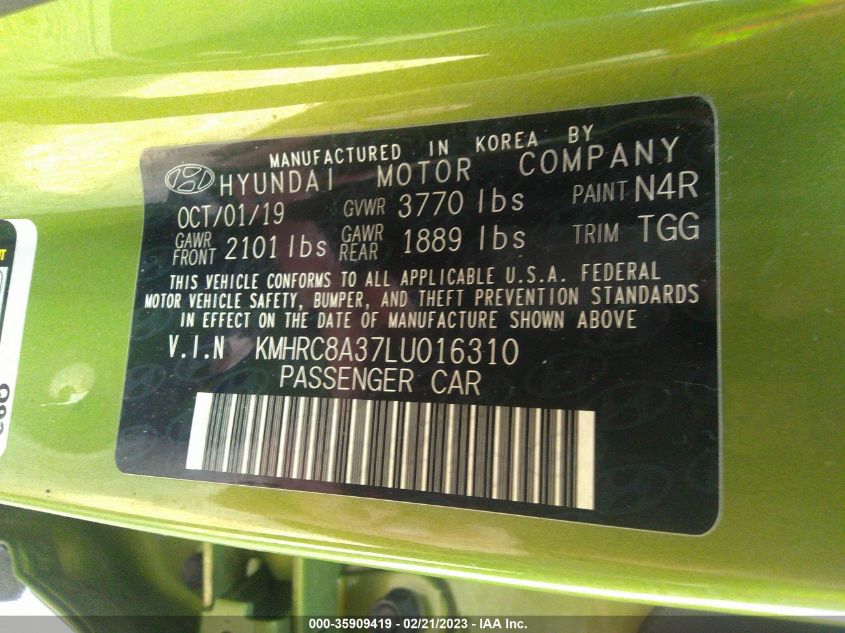 MANUFACTURED IN KOREA BY
HYUNDAI MOTOR COMPANY
OCT/01/19 GVWR 3770 lbs PAINT N4R
GAWR FRONT 2101 lbs GAWR REAR 1889 lbs TRIM TGG
THIS VEHICLE CONFORMS TO ALL APPLICABLE U.S.A. FEDERAL
MOTOR VEHICLE SAFETY, BUMPER, AND THEFT PREVENTION STANDARDS
IN EFFECT ON THE DATE OF MANUFACTURE SHOWN ABOVE
V.I.N KMHRC8A37LU016310
PASSENGER CAR
000-35909419 - 02/21/2023 - IAA Inc.